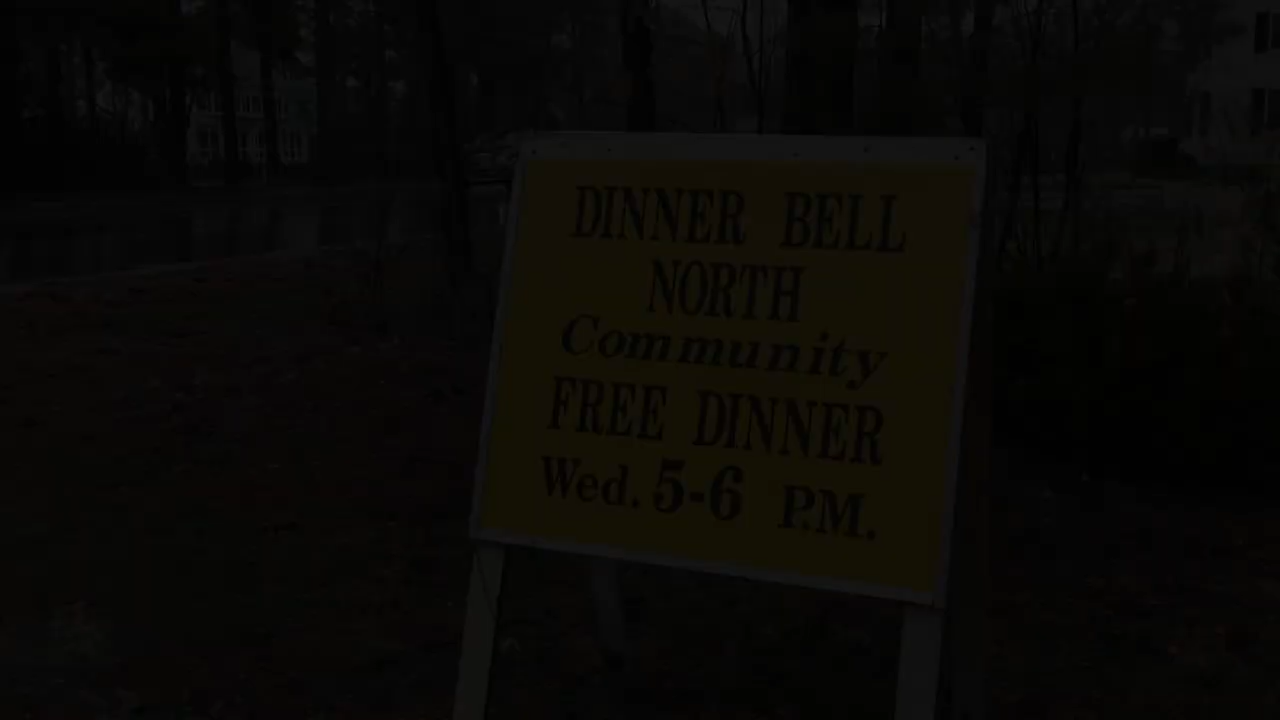 DINNER BELL
NORTH
Community
FREE DINNER
Wed. 5-6 P.M.